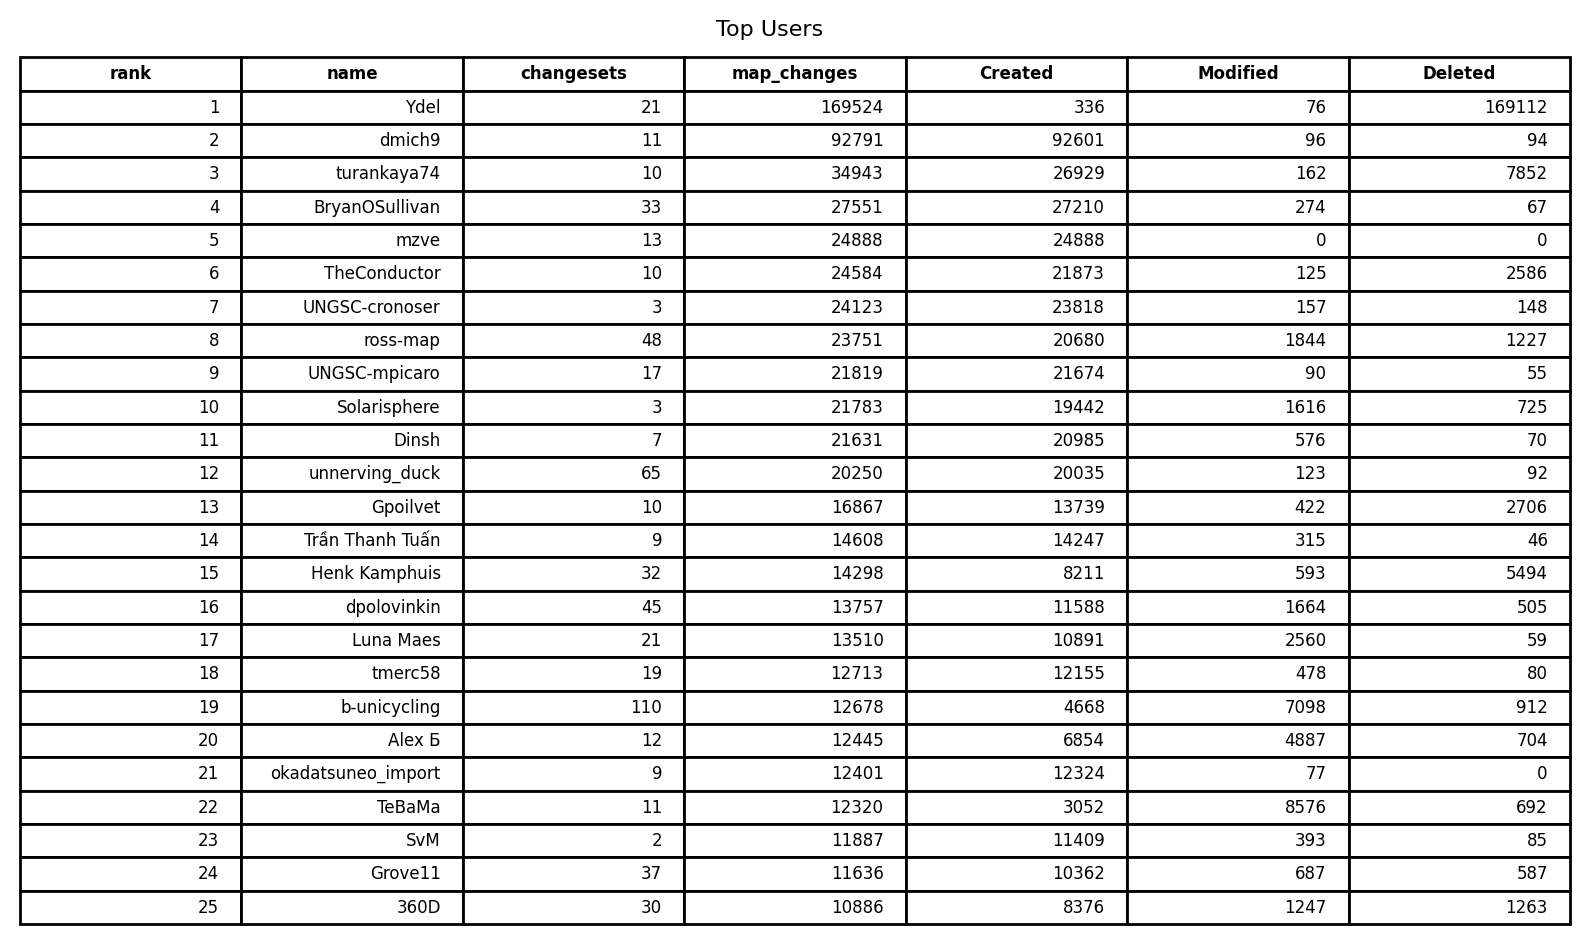 Top Users
rank name changesets map_changes Created Modified Deleted
1 Ydel 21 169524 336 76 169112
2 dmich9 11 92791 92601 96 94
3 turankaya74 10 34943 26929 162 7852
4 BryanOSullivan 33 27551 27210 274 67
5 mzve 13 24888 24888 0 0
6 TheConductor 10 24584 21873 125 2586
7 UNGSC-cronoser 3 24123 23818 157 148
8 ross-map 48 23751 20680 1844 1227
9 UNGSC-mpicaro 17 21819 21674 90 55
10 Solarisphere 3 21783 19442 1616 725
11 Dinsh 7 21631 20985 576 70
12 unnerving_duck 65 20250 20035 123 92
13 Gpoilvet 10 16867 13739 422 2706
14 Trần Thanh Tuấn 9 14608 14247 315 46
15 Henk Kamphuis 32 14298 8211 593 5494
16 dpolovinkin 45 13757 11588 1664 505
17 Luna Maes 21 13510 10891 2560 59
18 tmerc58 19 12713 12155 478 80
19 b-unicycling 110 12678 4668 7098 912
20 Alex Б 12 12445 6854 4887 704
21 okadatsuneo_import 9 12401 12324 77 0
22 TeBaMa 11 12320 3052 8576 692
23 SvM 2 11887 11409 393 85
24 Grove11 37 11636 10362 687 587
25 360D 30 10886 8376 1247 1263